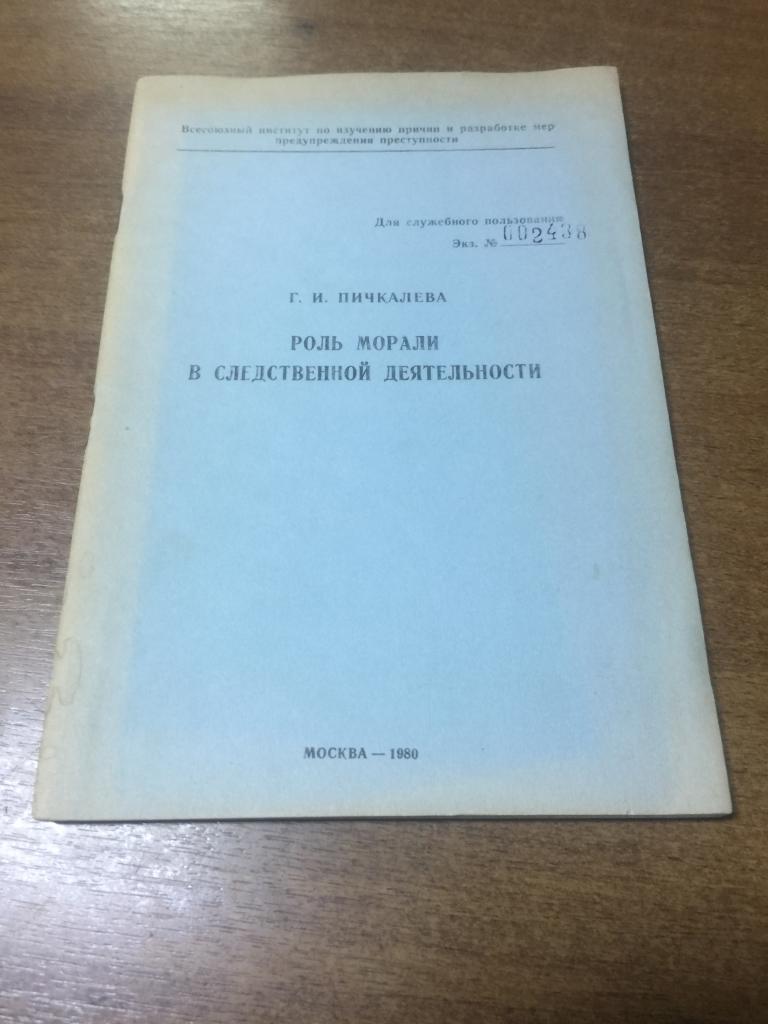 Всесоюзный институт по изучению причин и разработке мер
предупреждения преступности
Для служебного пользования
Экз. № 002438
Г. И. ПИЧКАЛЕВА
РОЛЬ МОРАЛИ
В СЛЕДСТВЕННОЙ ДЕЯТЕЛЬНОСТИ
МОСКВА — 1980